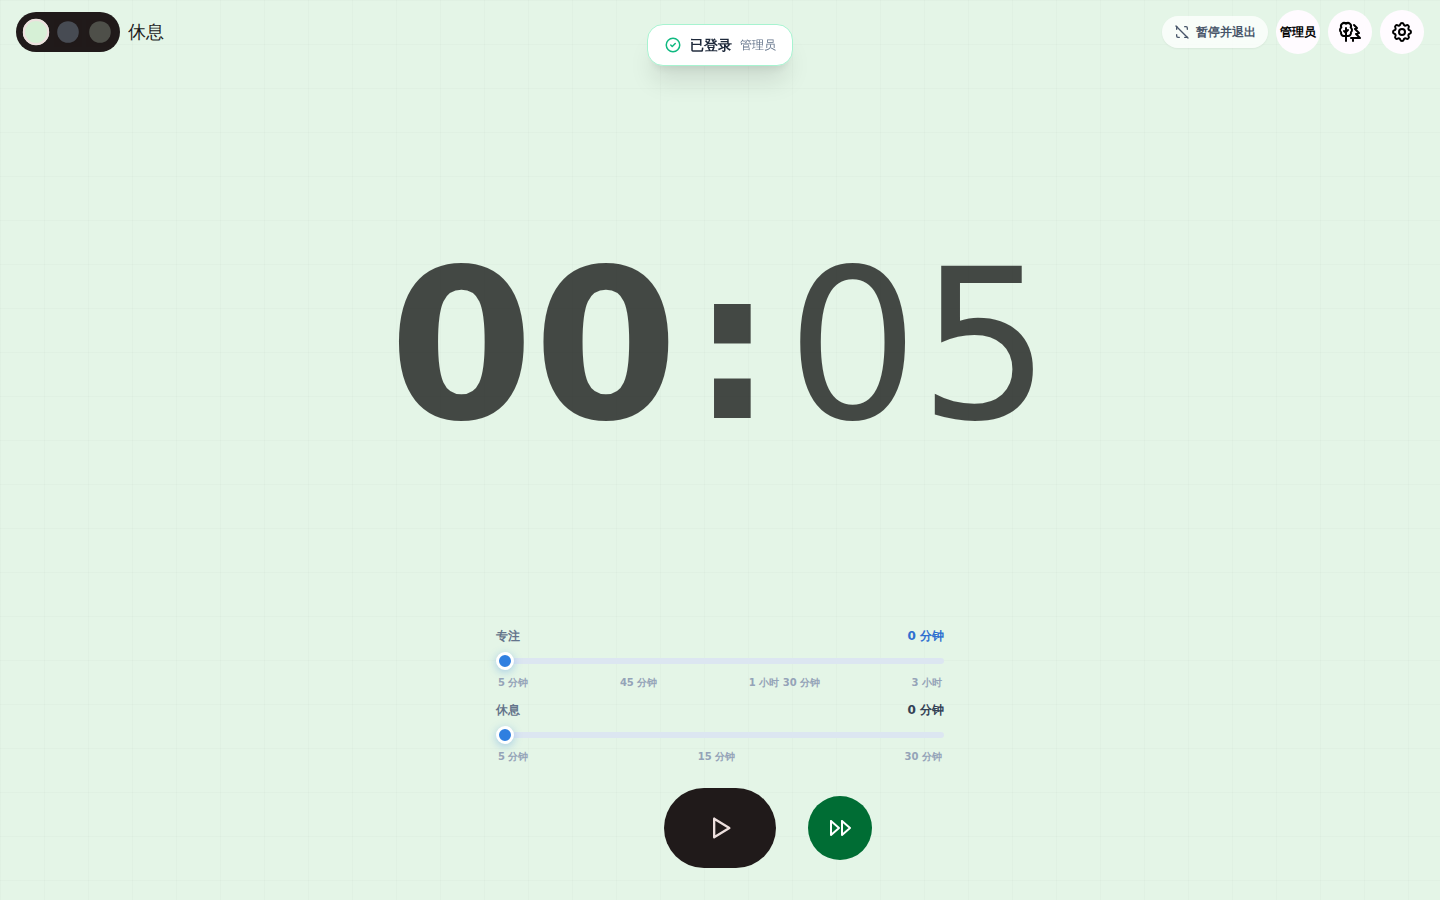 休息
已登录 管理员
暂停并退出
管理员
00:05
专注 0 分钟
5 分钟 45 分钟 1 小时 30 分钟 3 小时
休息 0 分钟
5 分钟 15 分钟 30 分钟